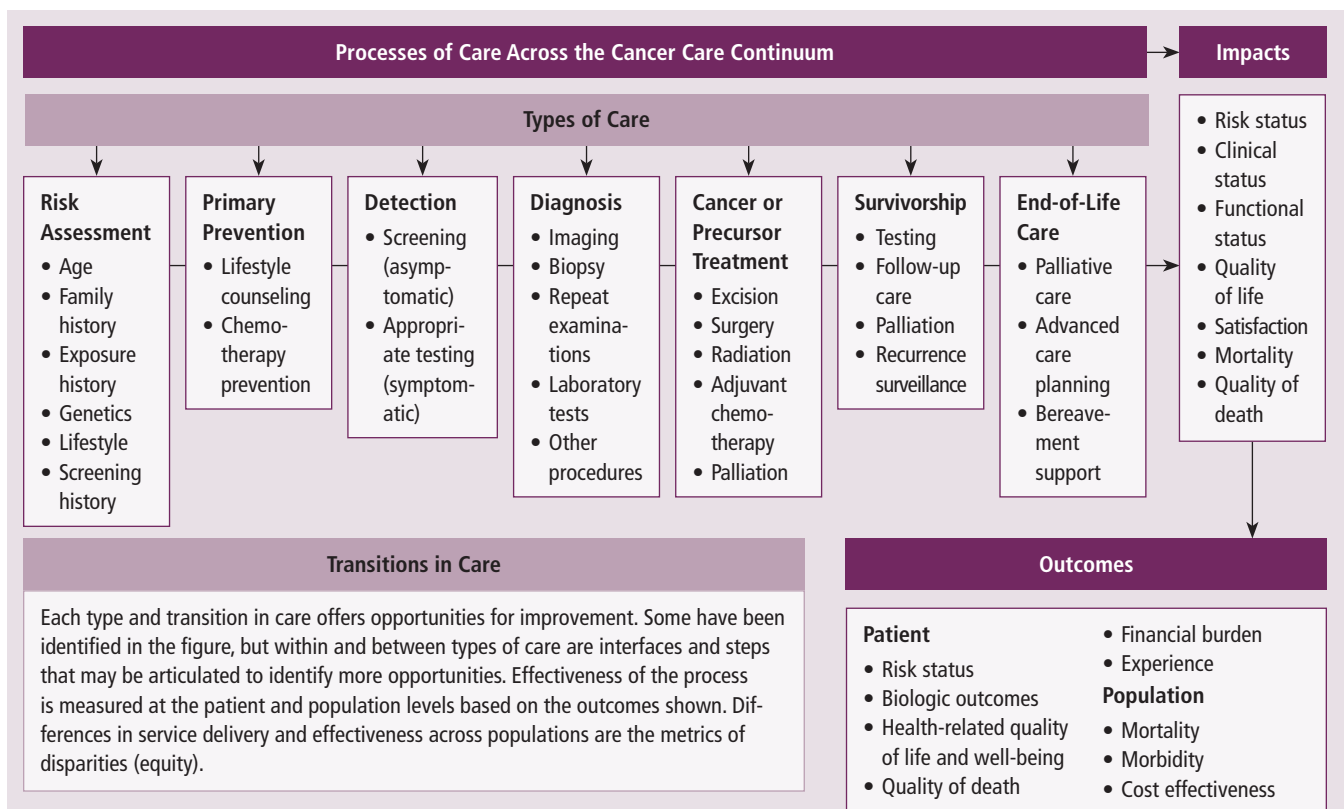 Processes of Care Across the Cancer Care Continuum
Impacts
Types of Care
Risk
Assessment
• Age
• Family
history
• Exposure
history
• Genetics
• Lifestyle
• Screening
history
Primary
Prevention
• Lifestyle
counseling
• Chemo-
therapy
prevention
Detection
• Screening
(asymp-
tomatic)
• Appropri-
ate testing
(symptom-
atic)
Diagnosis
• Imaging
• Biopsy
• Repeat
examina-
tions
• Laboratory
tests
• Other
procedures
Cancer or
Precursor
Treatment
• Excision
• Surgery
• Radiation
• Adjuvant
chemo-
therapy
• Palliation
Survivorship
• Testing
• Follow-up
care
• Palliation
• Recurrence
surveillance
End-of-Life
Care
• Palliative
care
• Advanced
care
planning
• Bereave-
ment
support
• Risk status
• Clinical
status
• Functional
status
• Quality
of life
• Satisfaction
• Mortality
• Quality of
death
Transitions in Care
Each type and transition in care offers opportunities for improvement. Some have been
identified in the figure, but within and between types of care are interfaces and steps
that may be articulated to identify more opportunities. Effectiveness of the process
is measured at the patient and population levels based on the outcomes shown. Dif-
ferences in service delivery and effectiveness across populations are the metrics of
disparities (equity).
Outcomes
Patient
• Risk status
• Biologic outcomes
• Health-related quality
of life and well-being
• Quality of death
• Financial burden
• Experience
Population
• Mortality
• Morbidity
• Cost effectiveness